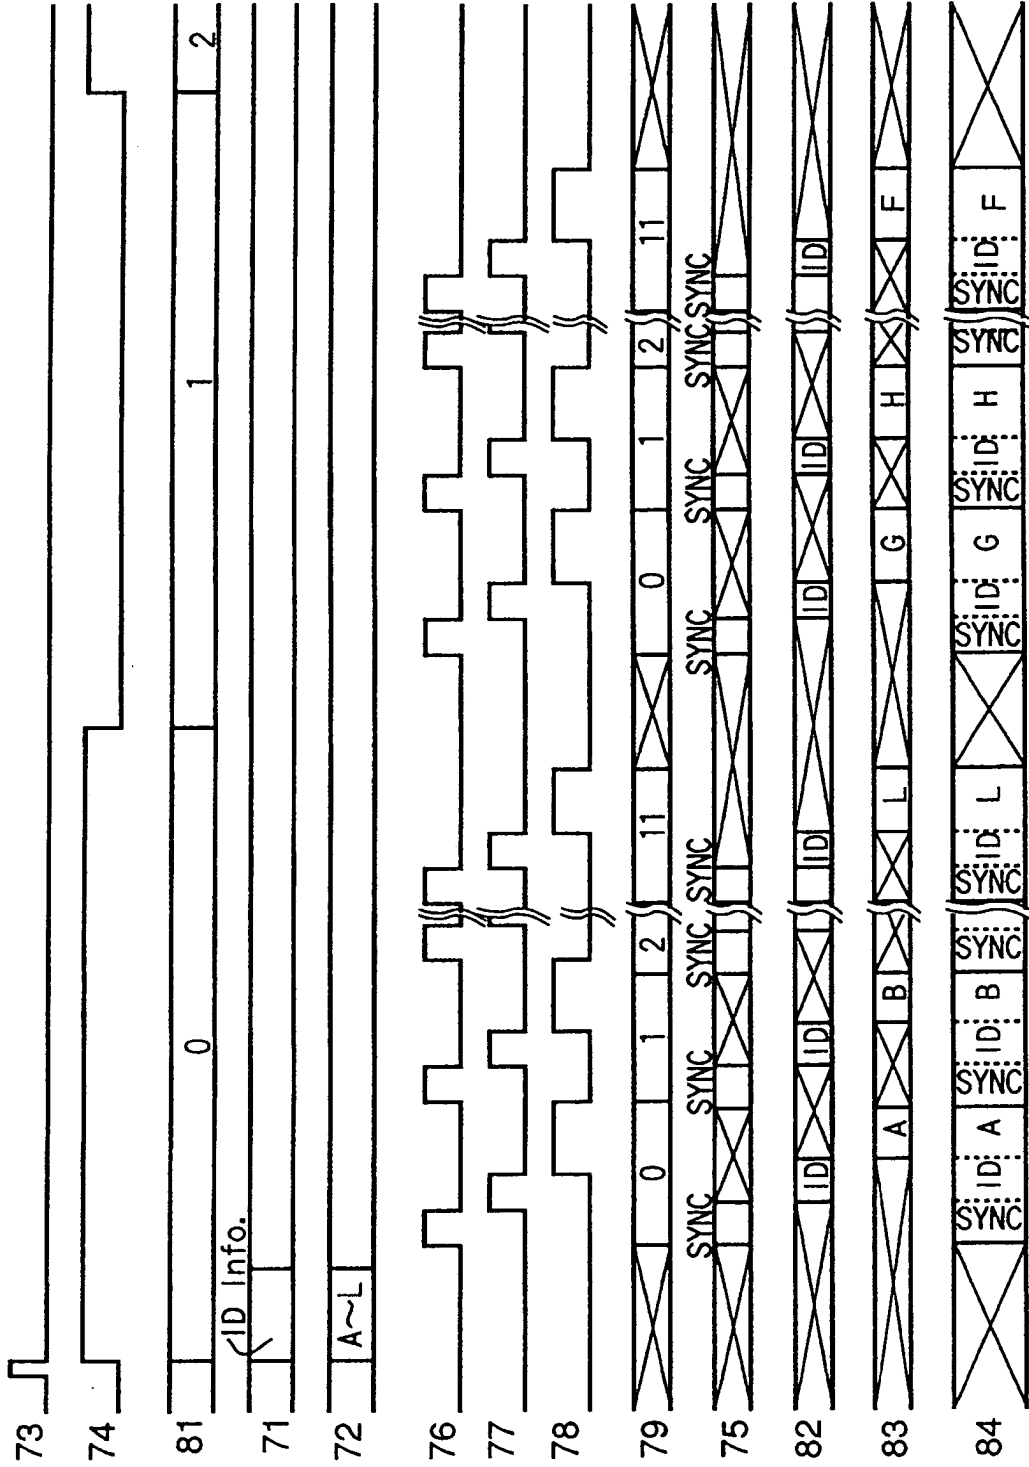 73
74
81 0 1 2
71 ID Info.
72 A~L
76
77
78
79 0 1 2 11 0 1 2 11
75 SYNC SYNC SYNC SYNC SYNC SYNC SYNC SYNC
82 ID ID ID ID ID ID
83 A B L G H F
84 SYNC ID A SYNC ID B SYNC SYNC ID L SYNC ID G SYNC ID H SYNC SYNC ID F